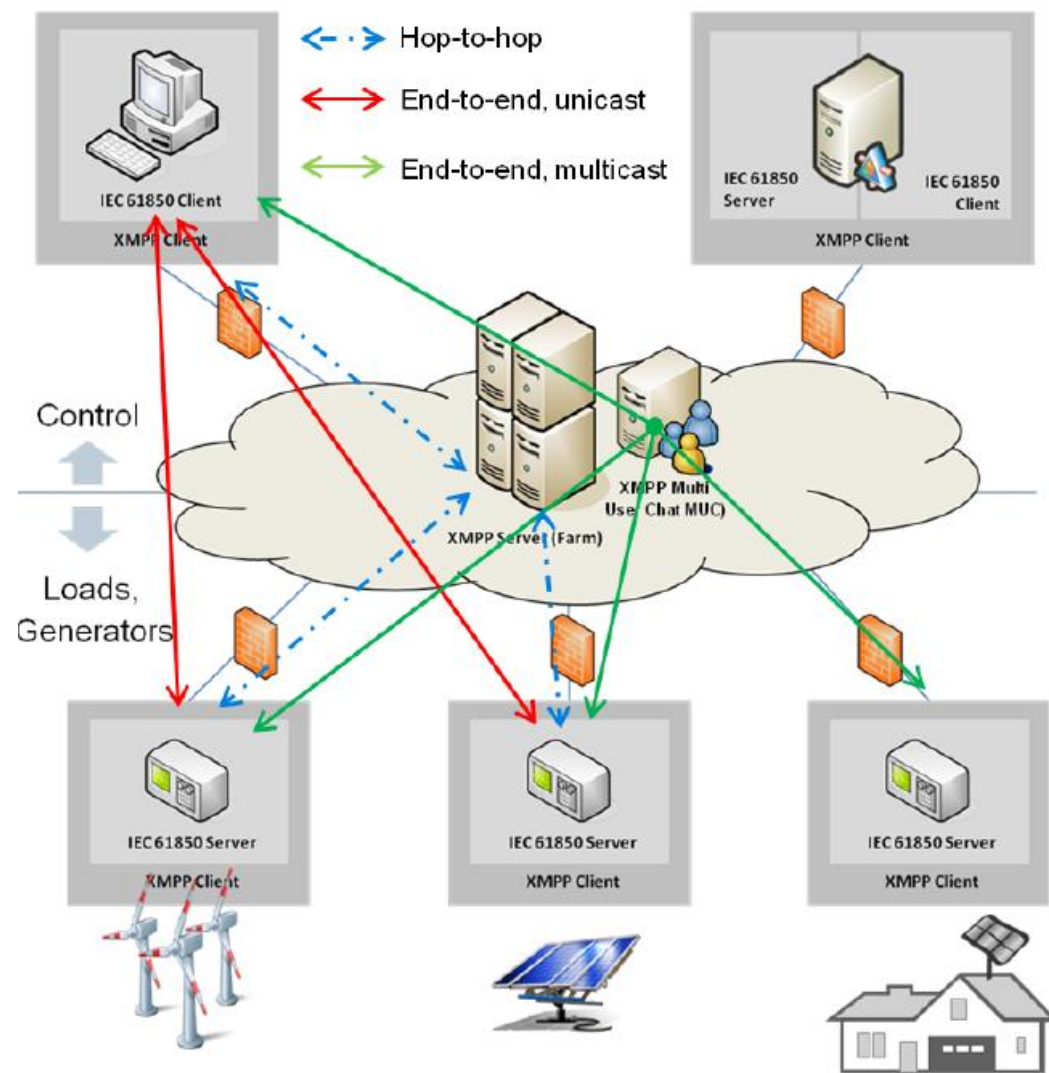 Hop-to-hop
End-to-end, unicast
End-to-end, multicast
IEC 61850 Client
XMPP Client
IEC 61850
Server
IEC 61850
Client
XMPP Client
Control
Loads,
Generators
XMPP Server (Farm)
XMPP Multi
User Chat MUC)
IEC 61850 Server
XMPP Client
IEC 61850 Server
XMPP Client
IEC 61850 Server
XMPP Client